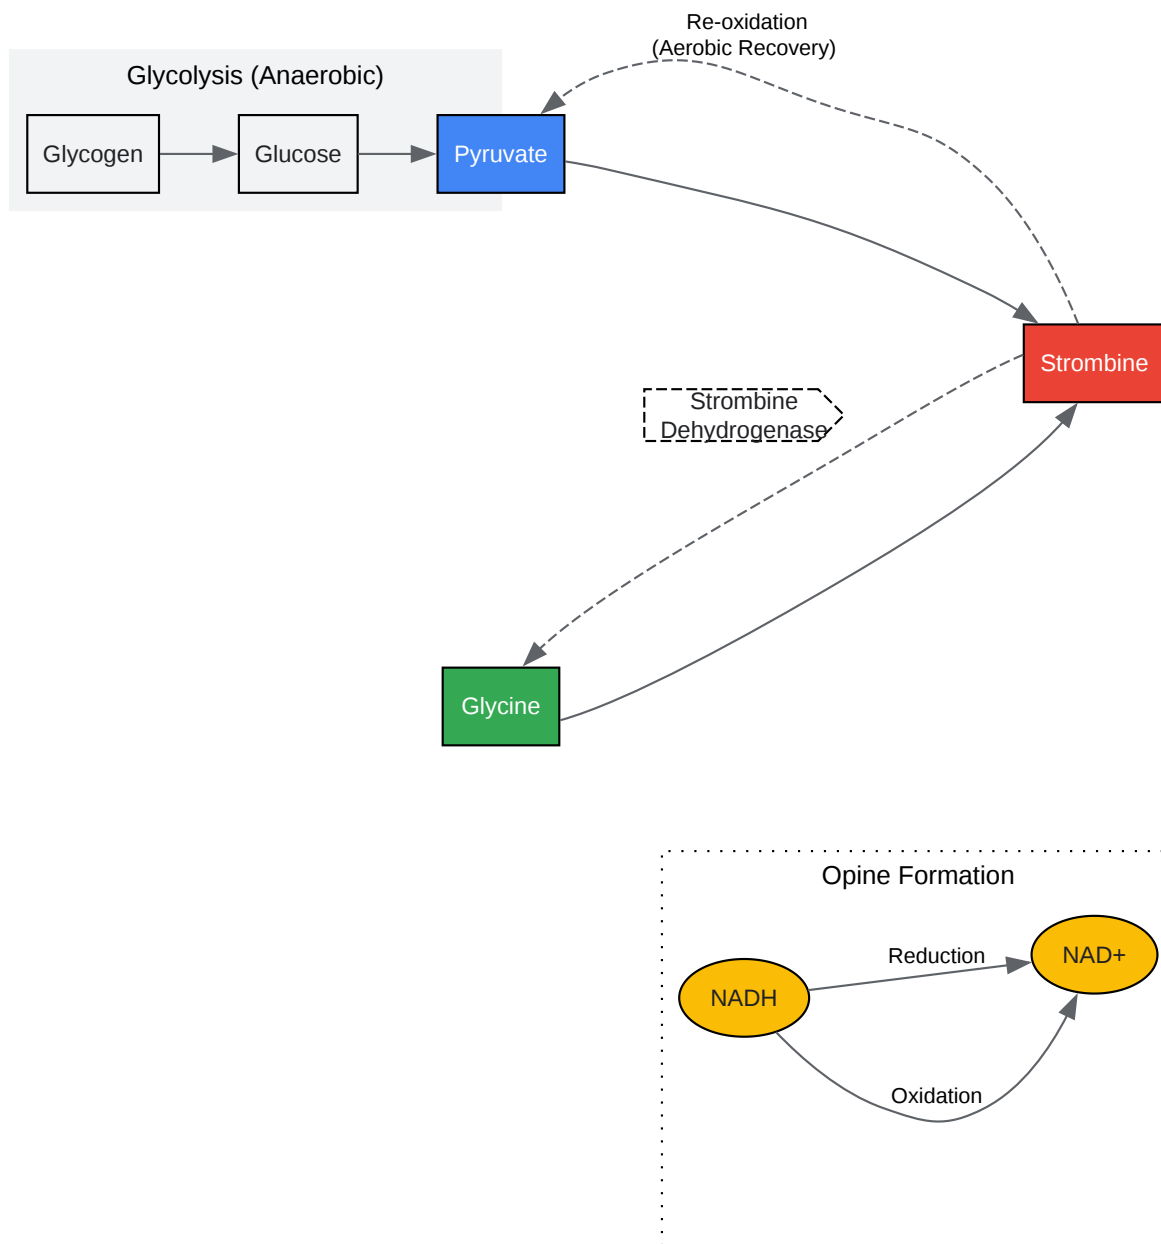 Re-oxidation
(Aerobic Recovery)
Glycolysis (Anaerobic)
Glycogen
Glucose
Pyruvate
Strombine
Strombine
Dehydrogenase
Glycine
Opine Formation
Reduction
NAD+
NADH
Oxidation